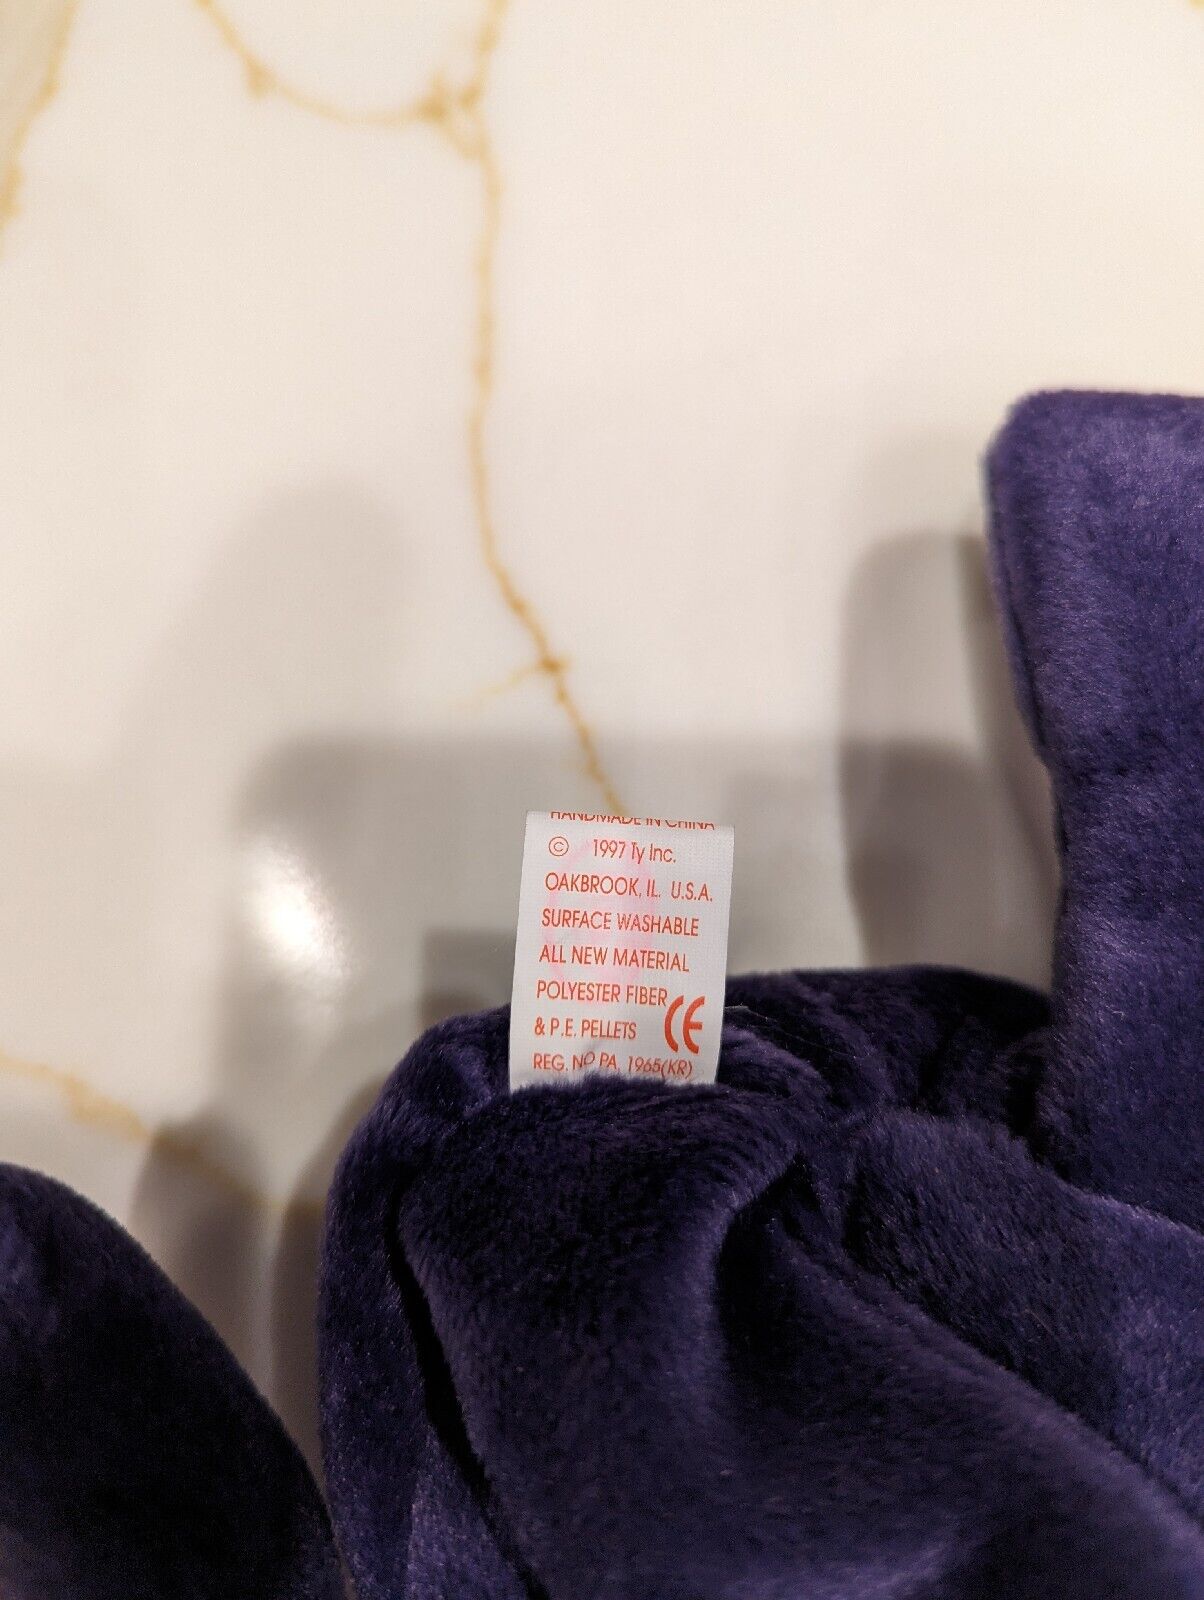 HANDMADE IN CHINA
© 1997 Ty Inc.
OAKBROOK, IL. U.S.A.
SURFACE WASHABLE
ALL NEW MATERIAL
POLYESTER FIBER
& P.E. PELLETS CE
REG. NO PA. 1965(KR)